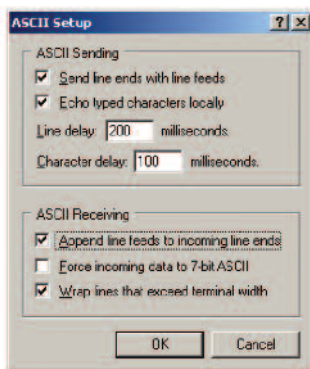 ASCII Setup
ASCII Sending
Send line ends with line feeds
Echo typed characters locally
Line delay: 200 milliseconds.
Character delay: 100 milliseconds.
ASCII Receiving
Append line feeds to incoming line ends
Force incoming data to 7-bit ASCII
Wrap lines that exceed terminal width
OK Cancel